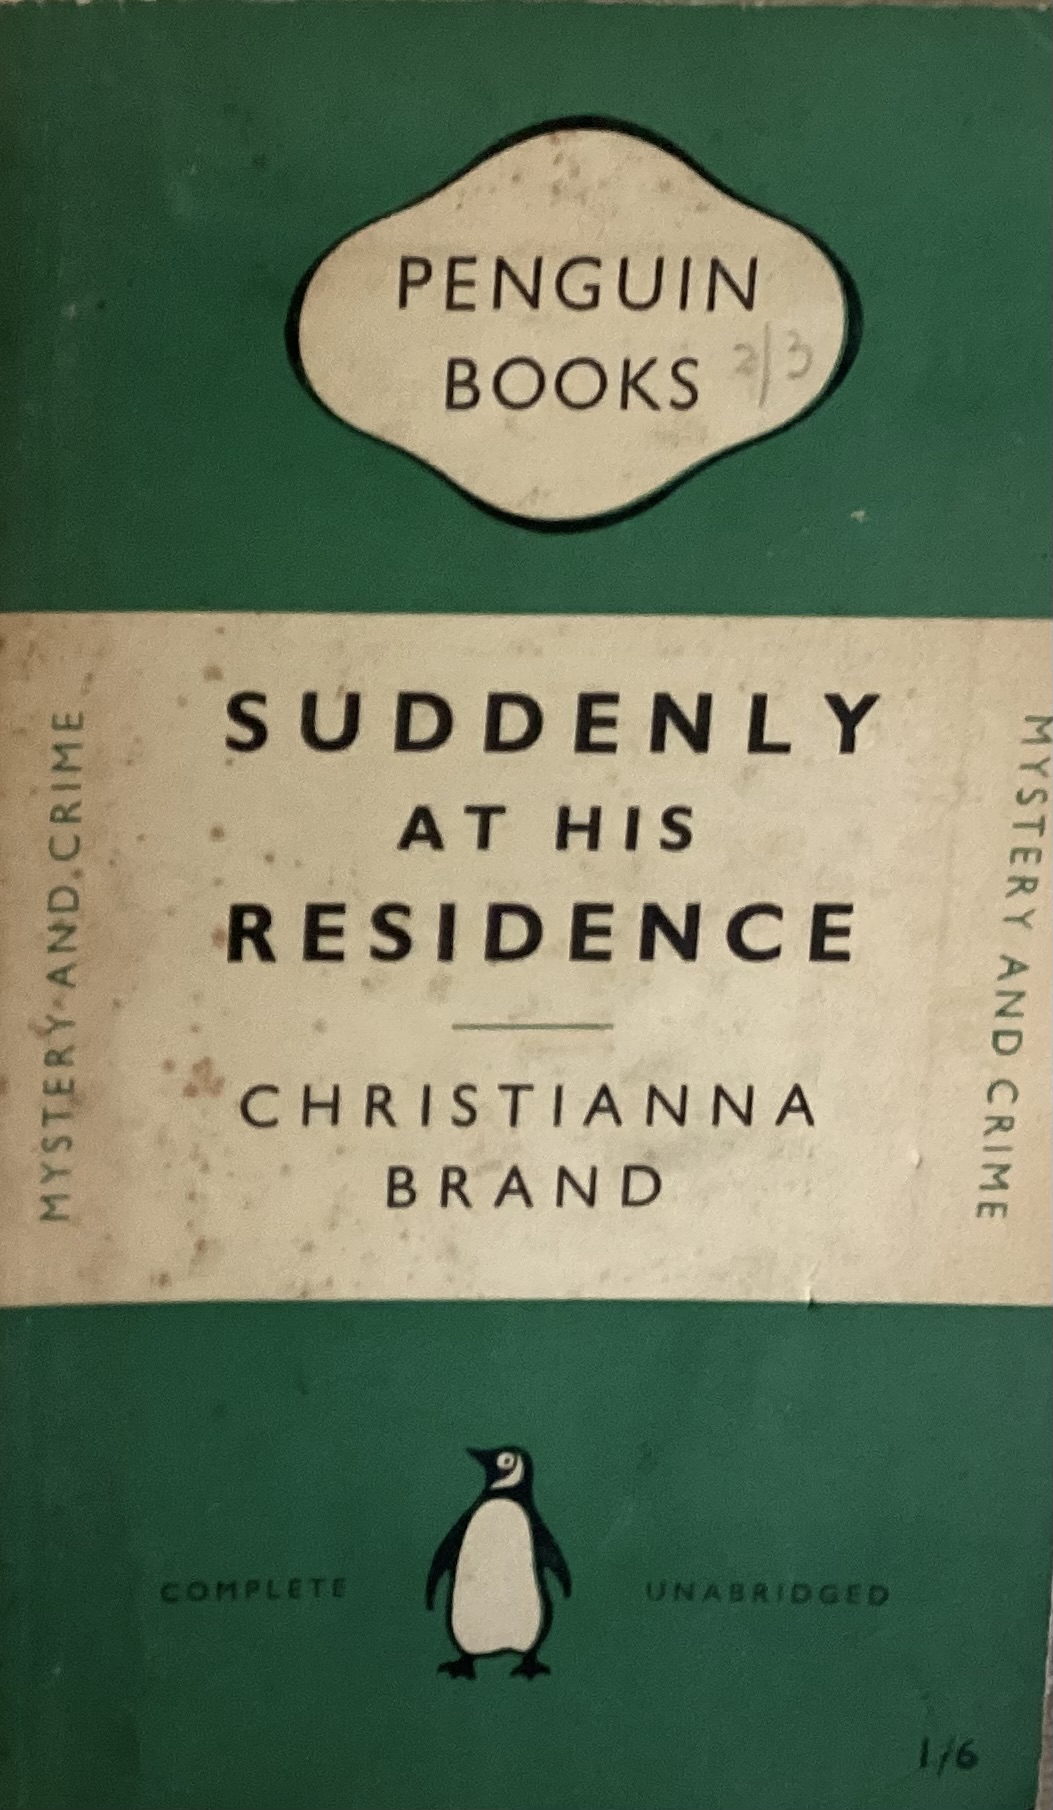 PENGUIN
BOOKS 2/3
SUDDENLY
AT HIS
RESIDENCE
CHRISTIANNA
BRAND
MYSTERY AND CRIME
MYSTERY AND CRIME
COMPLETE
UNABRIDGED
1/6